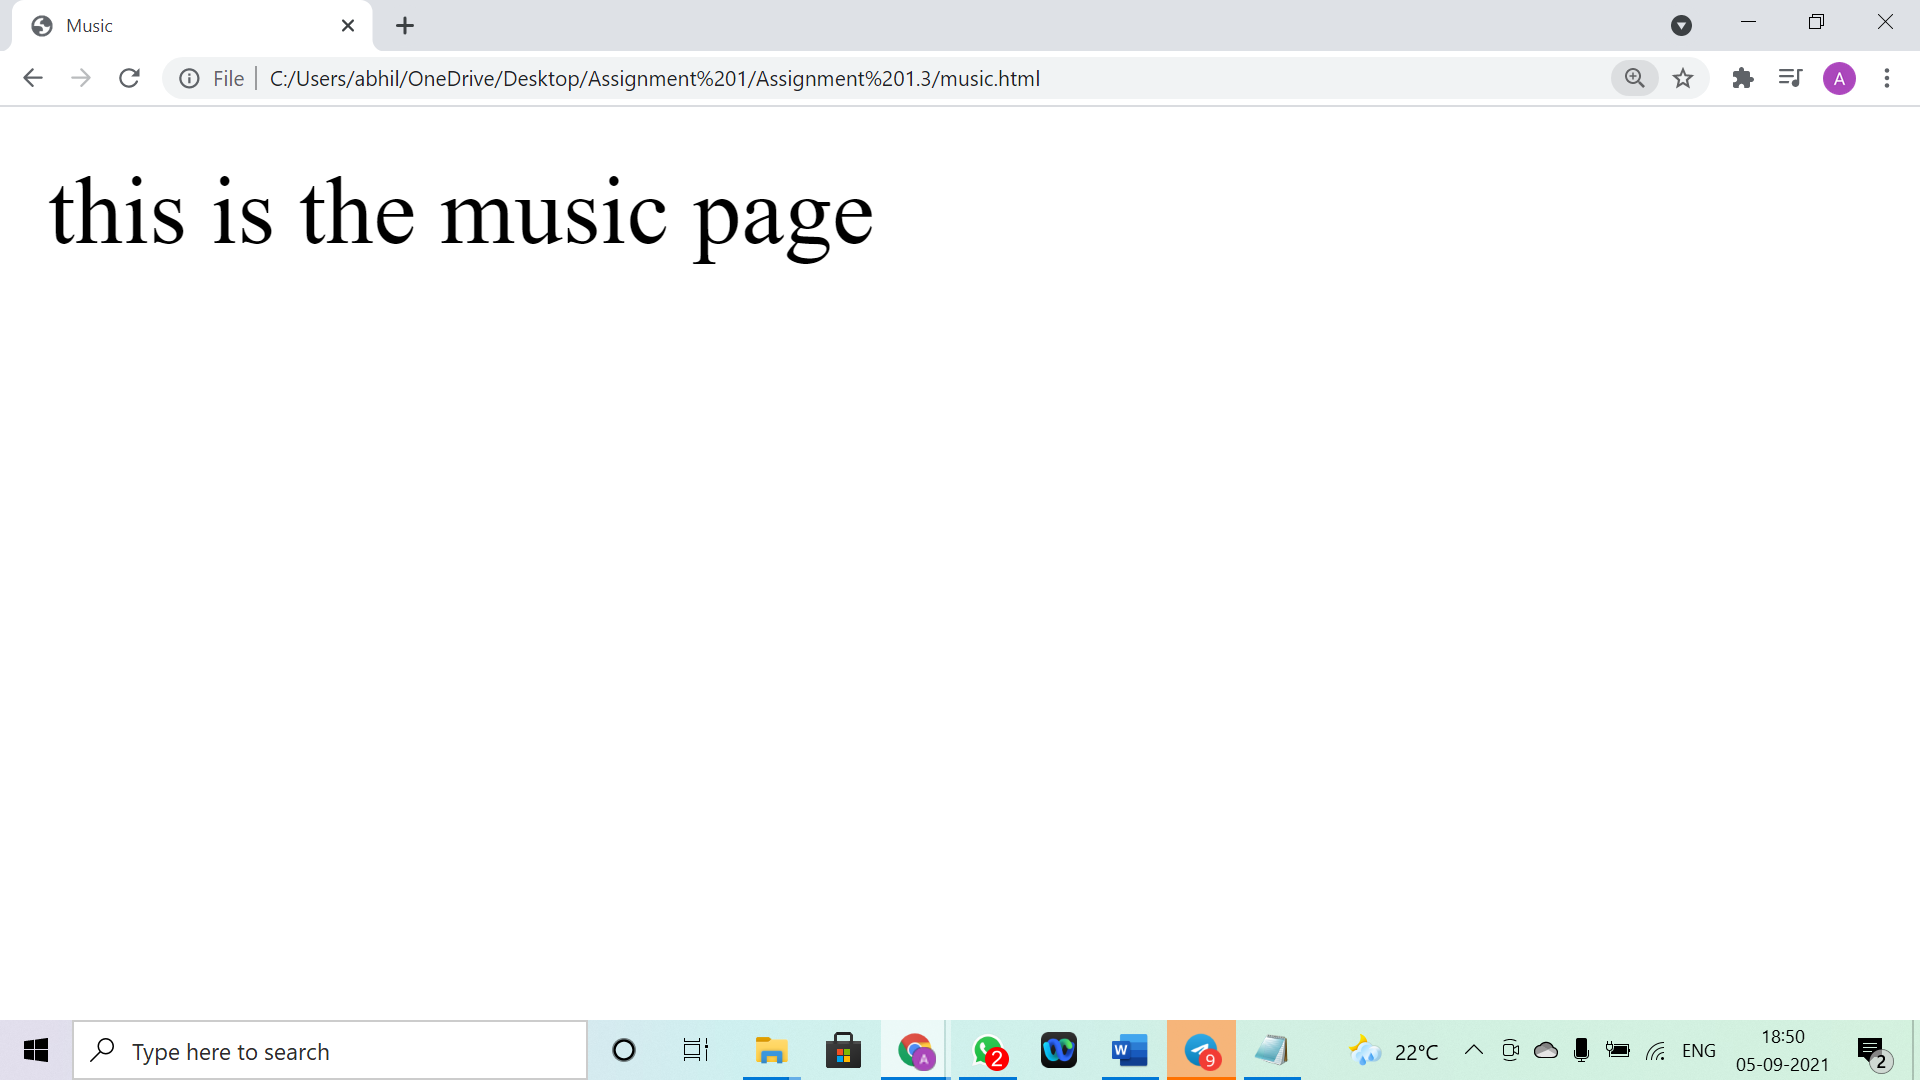 Music
File
C:/Users/abhil/OneDrive/Desktop/Assignment%201/Assignment%201.3/music.html
A
this is the music page
Type here to search
A
2
W
9
22°C
ENG
18:50
05-09-2021
2